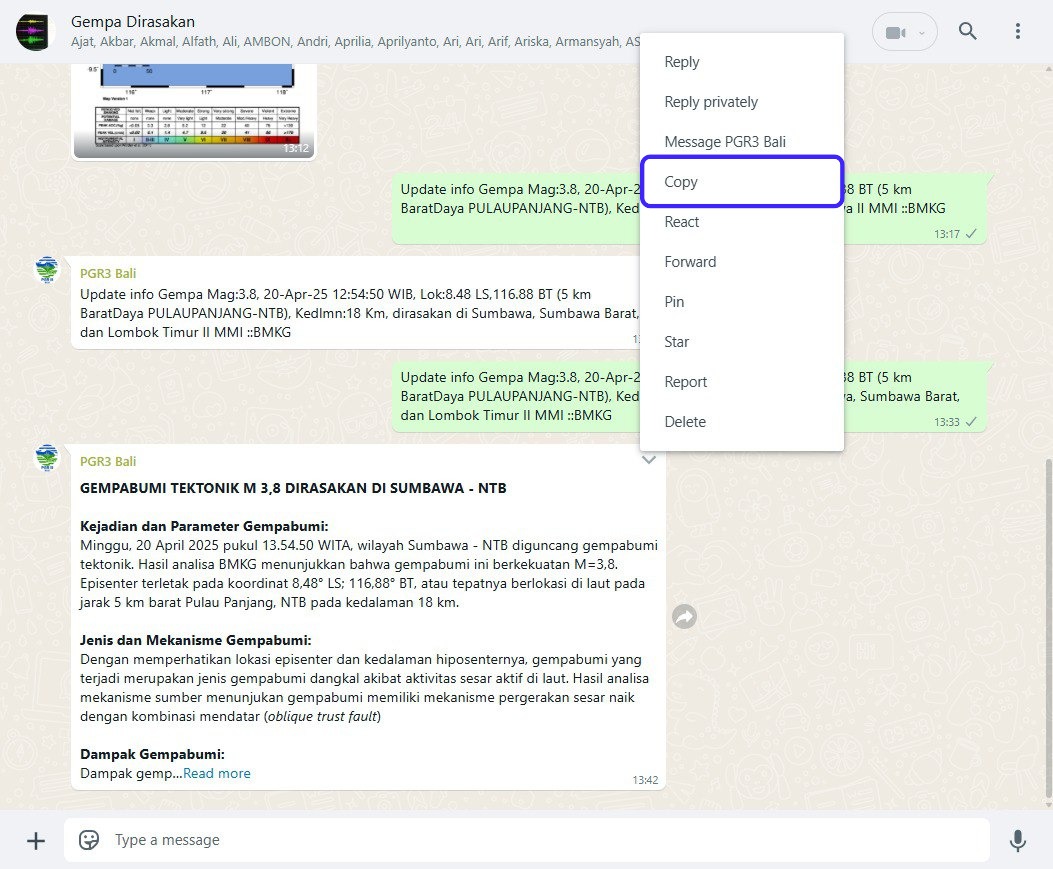 Gempa Dirasakan
Ajat, Akbar, Akmal, Alfath, Ali, AMBON, Andri, Aprilia, Aprilyanto, Ari, Ari, Arif, Ariska, Armansyah, AS
-9.5°
0 50
116° 117° 118°
Map Version 1
13:12
Reply
Reply privately
Message PGR3 Bali
Copy
React
Forward
Pin
Star
Report
Delete
Update info Gempa Mag:3.8, 20-Apr-2 88 BT (5 km
BaratDaya PULAUPANJANG-NTB), Ked a II MMI ::BMKG
13:17
PGR3 Bali
Update info Gempa Mag:3.8, 20-Apr-25 12:54:50 WIB, Lok:8.48 LS,116.88 BT (5 km
BaratDaya PULAUPANJANG-NTB), Kedlmn:18 Km, dirasakan di Sumbawa, Sumbawa Barat,
dan Lombok Timur II MMI ::BMKG
Update info Gempa Mag:3.8, 20-Apr-2 88 BT (5 km
BaratDaya PULAUPANJANG-NTB), Ked a, Sumbawa Barat,
dan Lombok Timur II MMI ::BMKG
13:33
PGR3 Bali
GEMPABUMI TEKTONIK M 3,8 DIRASAKAN DI SUMBAWA - NTB
Kejadian dan Parameter Gempabumi:
Minggu, 20 April 2025 pukul 13.54.50 WITA, wilayah Sumbawa - NTB diguncang gempabumi
tektonik. Hasil analisa BMKG menunjukkan bahwa gempabumi ini berkekuatan M=3,8.
Episenter terletak pada koordinat 8,48° LS; 116,88° BT, atau tepatnya berlokasi di laut pada
jarak 5 km barat Pulau Panjang, NTB pada kedalaman 18 km.
Jenis dan Mekanisme Gempabumi:
Dengan memperhatikan lokasi episenter dan kedalaman hiposenternya, gempabumi yang
terjadi merupakan jenis gempabumi dangkal akibat aktivitas sesar aktif di laut. Hasil analisa
mekanisme sumber menunjukan gempabumi memiliki mekanisme pergerakan sesar naik
dengan kombinasi mendatar (oblique trust fault)
Dampak Gempabumi:
Dampak gemp...Read more
13:42
Type a message